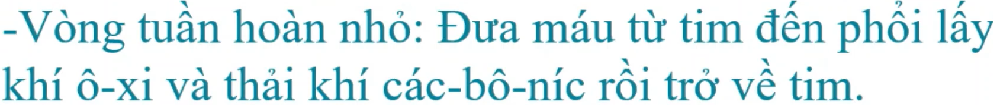 -Vòng tuần hoàn nhỏ: Đưa máu từ tim đến phổi lấy
khí ô-xi và thải khí các-bô-níc rồi trở về tim.